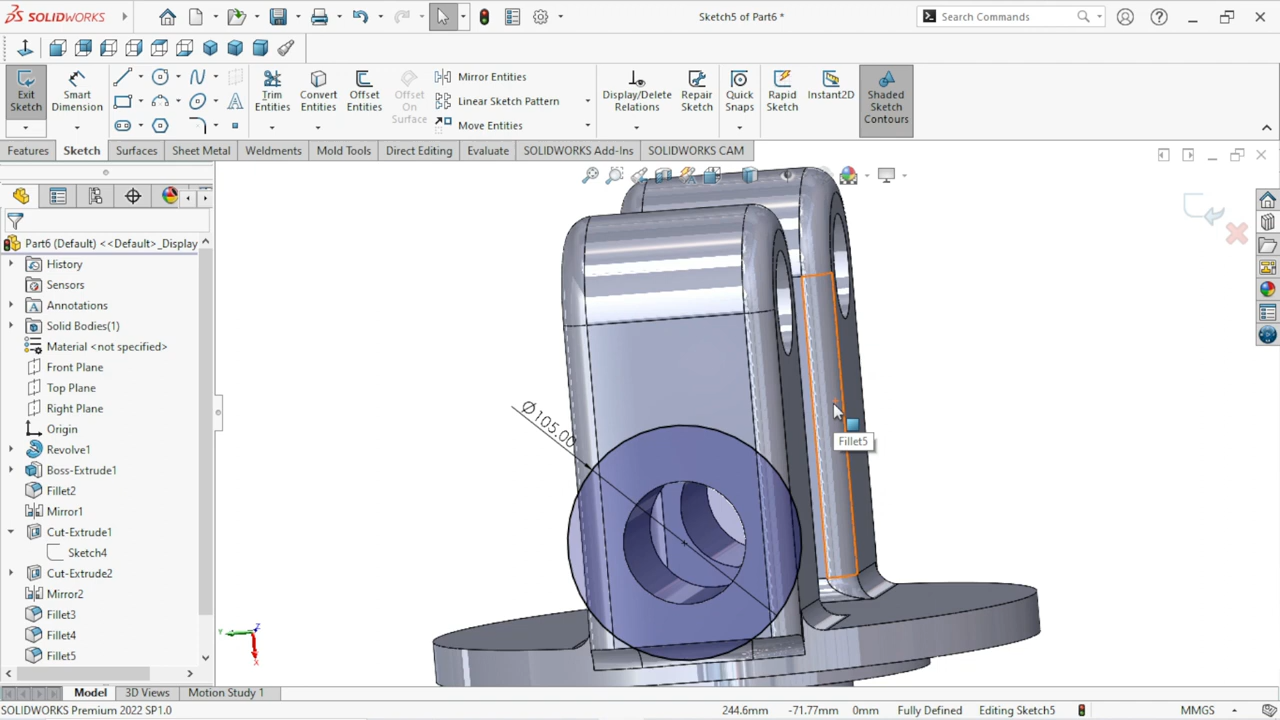 SOLIDWORKS
Sketch5 of Part6 *
Search Commands
Exit Sketch
Smart Dimension
Trim Entities
Convert Entities
Offset Entities
Offset On Surface
Mirror Entities
Linear Sketch Pattern
Move Entities
Display/Delete Relations
Repair Sketch
Quick Snaps
Rapid Sketch
Instant2D
Shaded Sketch Contours
Features
Sketch
Surfaces
Sheet Metal
Weldments
Mold Tools
Direct Editing
Evaluate
SOLIDWORKS Add-Ins
SOLIDWORKS CAM
Part6 (Default) <<Default>_Display
History
Sensors
Annotations
Solid Bodies(1)
Material <not specified>
Front Plane
Top Plane
Right Plane
Origin
Revolve1
Boss-Extrude1
Fillet2
Mirror1
Cut-Extrude1
Sketch4
Cut-Extrude2
Mirror2
Fillet3
Fillet4
Fillet5
Ø105.00
Fillet5
Y
Z
X
Model
3D Views
Motion Study 1
SOLIDWORKS Premium 2022 SP1.0
244.6mm
-71.77mm
0mm
Fully Defined
Editing Sketch5
MMGS